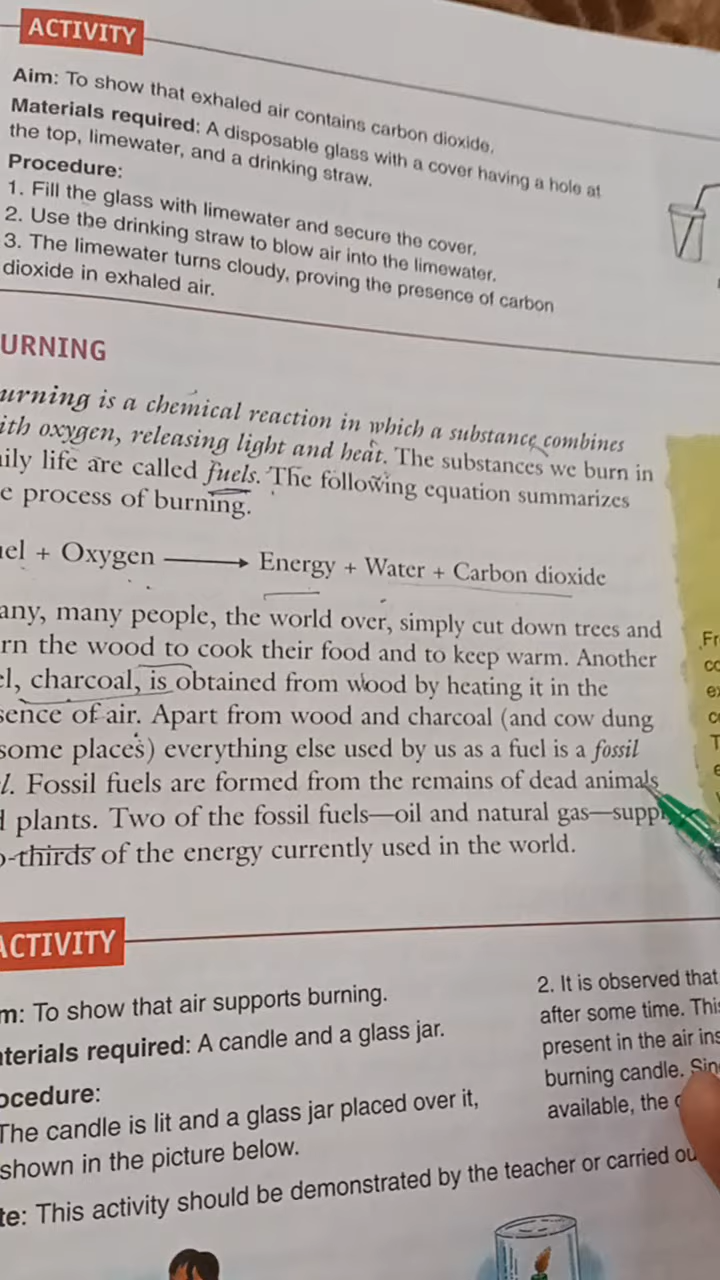 ACTIVITY
Aim: To show that exhaled air contains carbon dioxide.
Materials required: A disposable glass with a cover having a hole at
the top, limewater, and a drinking straw.
Procedure:
1. Fill the glass with limewater and secure the cover.
2. Use the drinking straw to blow air into the limewater.
3. The limewater turns cloudy, proving the presence of carbon
dioxide in exhaled air.
URNING
urning is a chemical reaction in which a substance combines
ith oxygen, releasing light and heat. The substances we burn in
ily life are called fuels. The following equation summarizes
e process of burning.
el + Oxygen ⟶ Energy + Water + Carbon dioxide
any, many people, the world over, simply cut down trees and
rn the wood to cook their food and to keep warm. Another
l, charcoal, is obtained from wood by heating it in the
sence of air. Apart from wood and charcoal (and cow dung
some places) everything else used by us as a fuel is a fossil
l. Fossil fuels are formed from the remains of dead animals
d plants. Two of the fossil fuels—oil and natural gas—suppl
o-thirds of the energy currently used in the world.
Fr
co
ex
c
T
e
ACTIVITY
m: To show that air supports burning.
terials required: A candle and a glass jar.
ocedure:
The candle is lit and a glass jar placed over it,
shown in the picture below.
2. It is observed that
after some time. This
present in the air ins
burning candle. Sin
available, the
te: This activity should be demonstrated by the teacher or carried ou